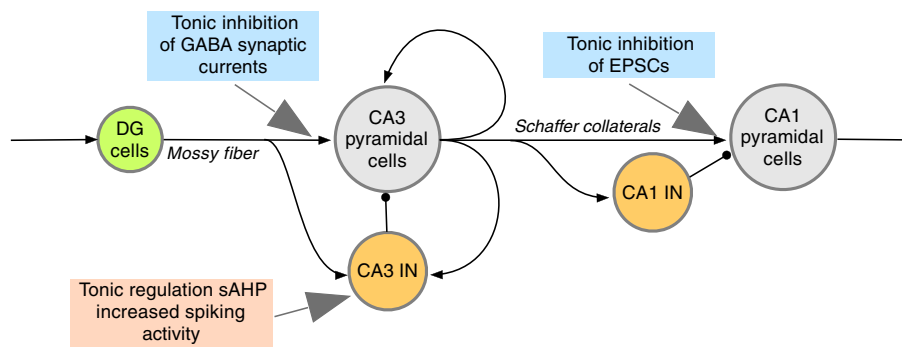 Tonic inhibition
of GABA synaptic
currents
Tonic inhibition
of EPSCs
DG
cells
Mossy fiber
CA3
pyramidal
cells
Schaffer collaterals
CA1
pyramidal
cells
CA1 IN
CA3 IN
Tonic regulation sAHP
increased spiking
activity